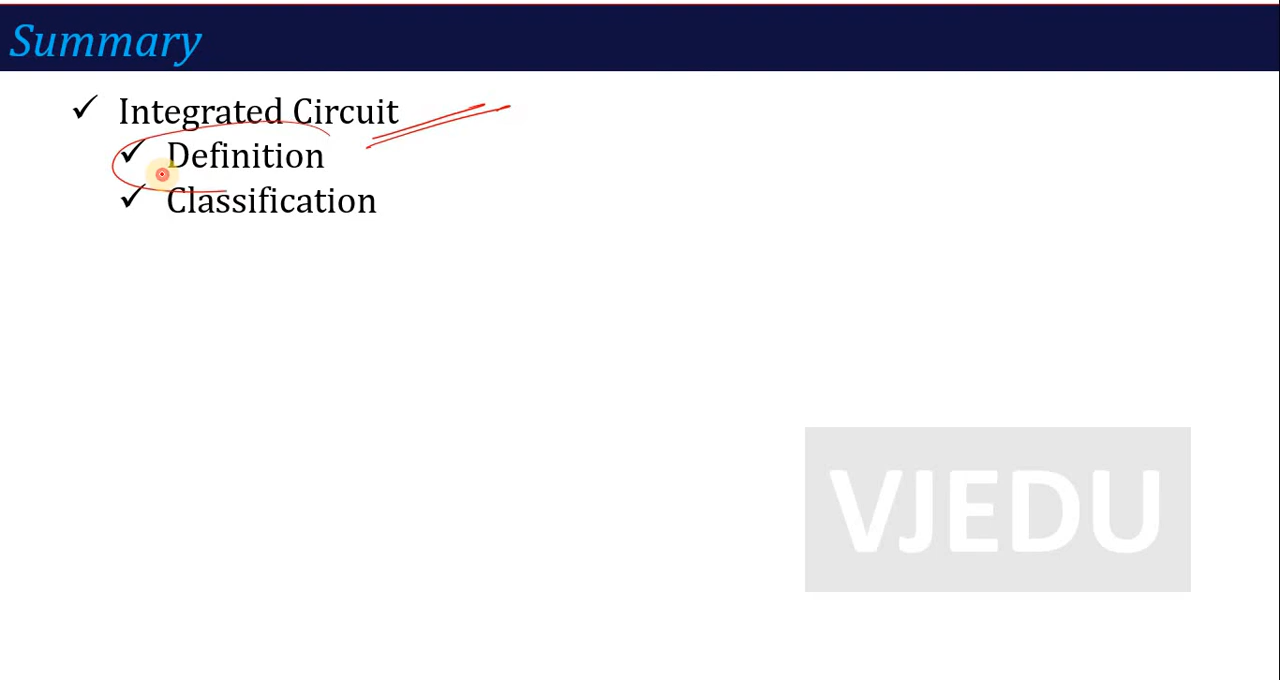 Summary
✓ Integrated Circuit
✓ Definition
✓ Classification
VJEDU